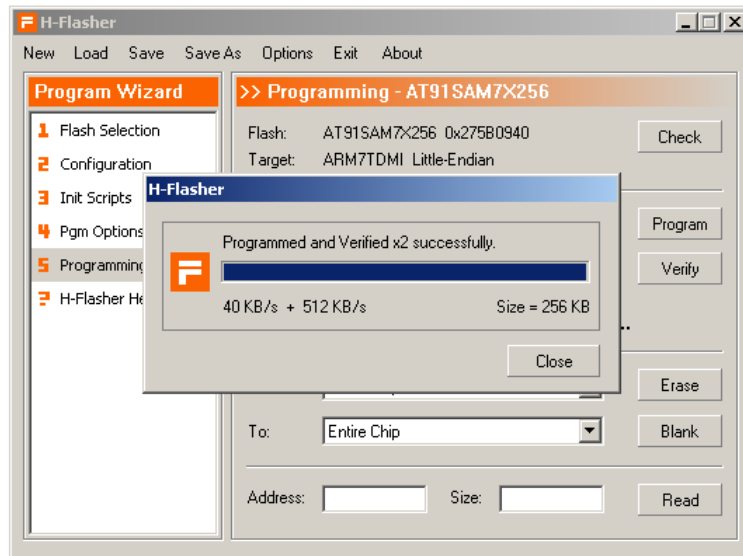 H-Flasher
New Load Save Save As Options Exit About
Program Wizard
1 Flash Selection
2 Configuration
3 Init Scripts
4 Pgm Options
5 Programming
? H-Flasher He
>> Programming - AT91SAM7X256
Flash: AT91SAM7X256 0x275B0940
Target: ARM7TDMI Little-Endian
Check
Program
Verify
H-Flasher
Programmed and Verified x2 successfully.
40 KB/s + 512 KB/s Size = 256 KB
Close
..
Erase
To: Entire Chip
Blank
Address: Size:
Read